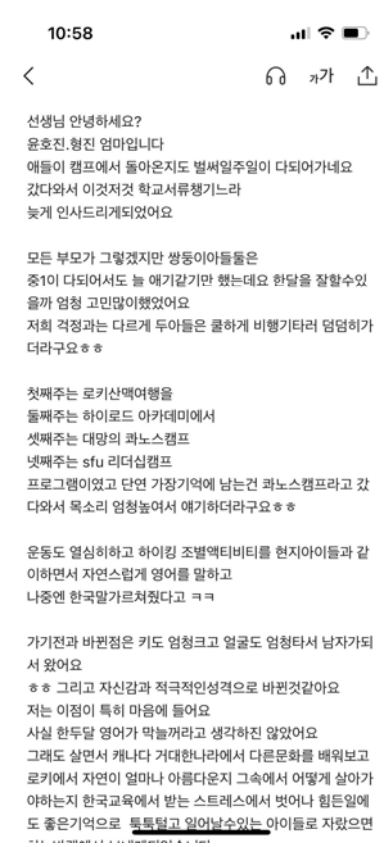 10:58
가가
선생님 안녕하세요?
윤호진.형진 엄마입니다
애들이 캠프에서 돌아온지도 벌써일주일이 다되어가네요
갔다와서 이것저것 학교서류챙기느라
늦게 인사드리게되었어요
모든 부모가 그렇겠지만 쌍둥이아들둘은
중1이 다되어서도 늘 애기같기만 했는데요 한달을 잘할수있
을까 엄청 고민많이했었어요
저희 걱정과는 다르게 두아들은 쿨하게 비행기타러 덤덤히가
더라구요ㅎㅎ
첫째주는 로키산맥여행을
둘째주는 하이로드 아카데미에서
셋째주는 대망의 콰노스캠프
넷째주는 sfu 리더십캠프
프로그램이였고 단연 가장기억에 남는건 콰노스캠프라고 갔
다와서 목소리 엄청높여서 얘기하더라구요ㅎㅎ
운동도 열심히하고 하이킹 조별액티비티를 현지아이들과 같
이하면서 자연스럽게 영어를 말하고
나중엔 한국말가르쳐줬다고 ㅋㅋ
가기전과 바뀐점은 키도 엄청크고 얼굴도 엄청타서 남자가되
서 왔어요
ㅎㅎ 그리고 자신감과 적극적인성격으로 바뀐것같아요
저는 이점이 특히 마음에 들어요
사실 한두달 영어가 막늘꺼라고 생각하진 않았어요
그래도 살면서 캐나다 거대한나라에서 다른문화를 배워보고
로키에서 자연이 얼마나 아름다운지 그속에서 어떻게 살아가
야하는지 한국교육에서 받는 스트레스에서 벗어나 힘든일에
도 좋은기억으로 툭툭털고 일어날수있는 아이들로 자랐으면